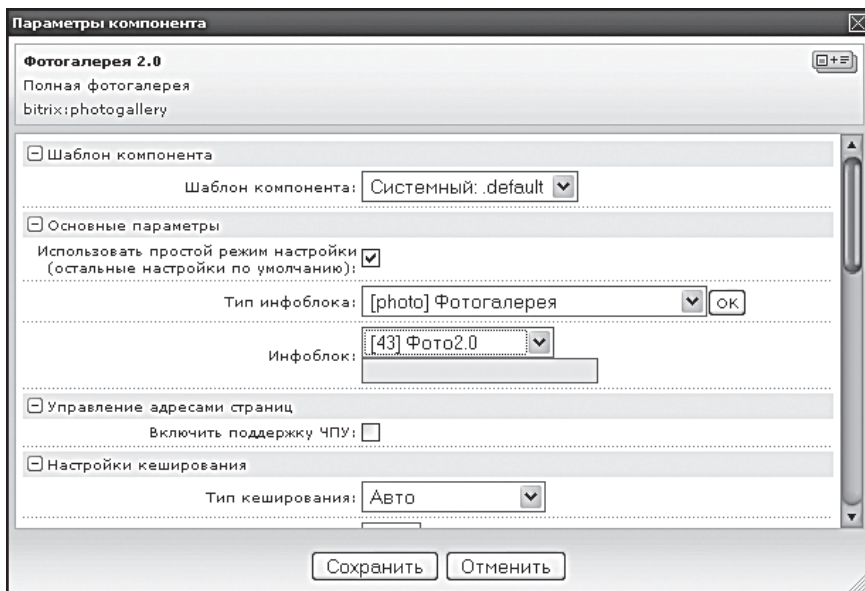 Параметры компонента
Фотогалерея 2.0
Полная фотогалерея
bitrix:photogallery
Шаблон компонента
Шаблон компонента: Системный: .default
Основные параметры
Использовать простой режим настройки
(остальные настройки по умолчанию):
Тип инфоблока: [photo] Фотогалерея ок
Инфоблок: [43] Фото2.0
Управление адресами страниц
Включить поддержку ЧПУ:
Настройки кеширования
Тип кеширования: Авто
Сохранить Отменить